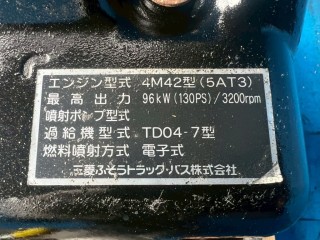 エンジン型式 4M42型(5AT3)
最高出力 96kW(130PS)/3200rpm
噴射ポンプ型式
過給機型式 TD04-7型
燃料噴射方式 電子式
三菱ふそうトラック・バス株式会社